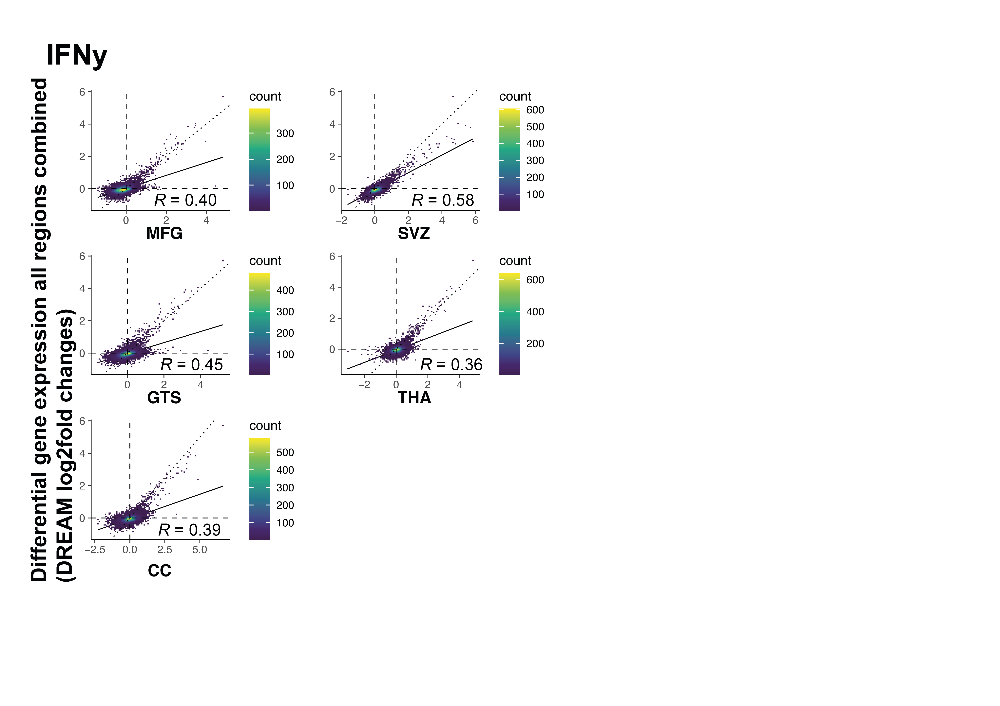 IFNy
Differential gene expression all regions combined
(DREAM log2fold changes)
6
4
2
0
R = 0.40
0 2 4
MFG
count
300
200
100
6
4
2
0
R = 0.58
−2 0 2 4 6
SVZ
count
600
500
400
300
200
100
6
4
2
0
R = 0.45
0 2 4
GTS
count
400
300
200
100
6
4
2
0
R = 0.36
−2 0 2 4
THA
count
600
400
200
6
4
2
0
R = 0.39
−2.5 0.0 2.5 5.0
CC
count
500
400
300
200
100